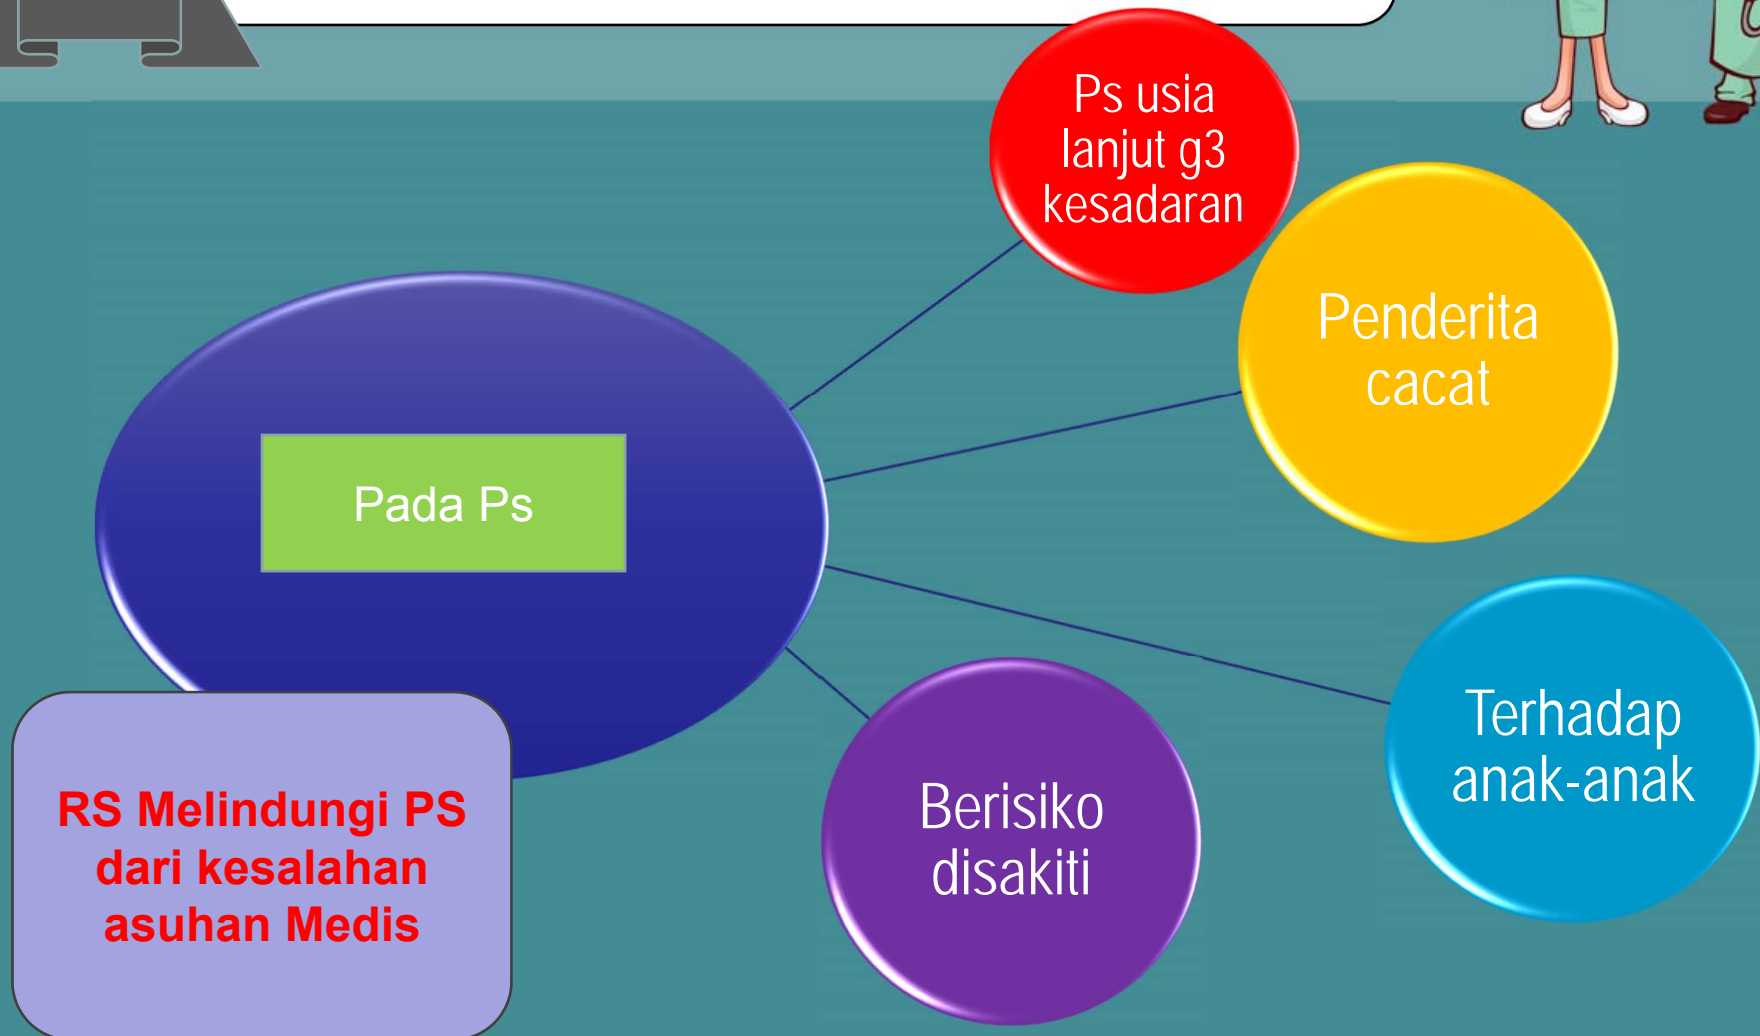 Ps usia
lanjut g3
kesadaran
Penderita
cacat
Pada Ps
Terhadap
anak-anak
Berisiko
disakiti
RS Melindungi PS
dari kesalahan
asuhan Medis